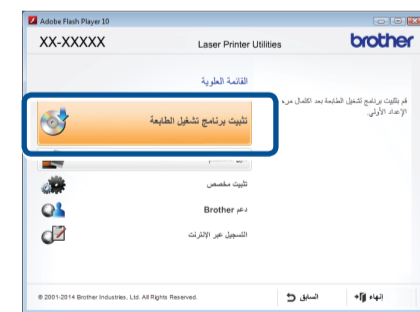 Adobe Flash Player 10
XX-XXXXX
Laser Printer Utilities
brother
القائمة العلوية
تثبيت برنامج تشغيل الطابعة
قم بتثبيت برنامج تشغيل الطابعة بعد اكتمال
الإعداد الأولي.
تثبيت مخصص
دعم Brother
التسجيل عبر الإنترنت
© 2001-2014 Brother Industries, Ltd. All Rights Reserved.
السابق
إنهاء